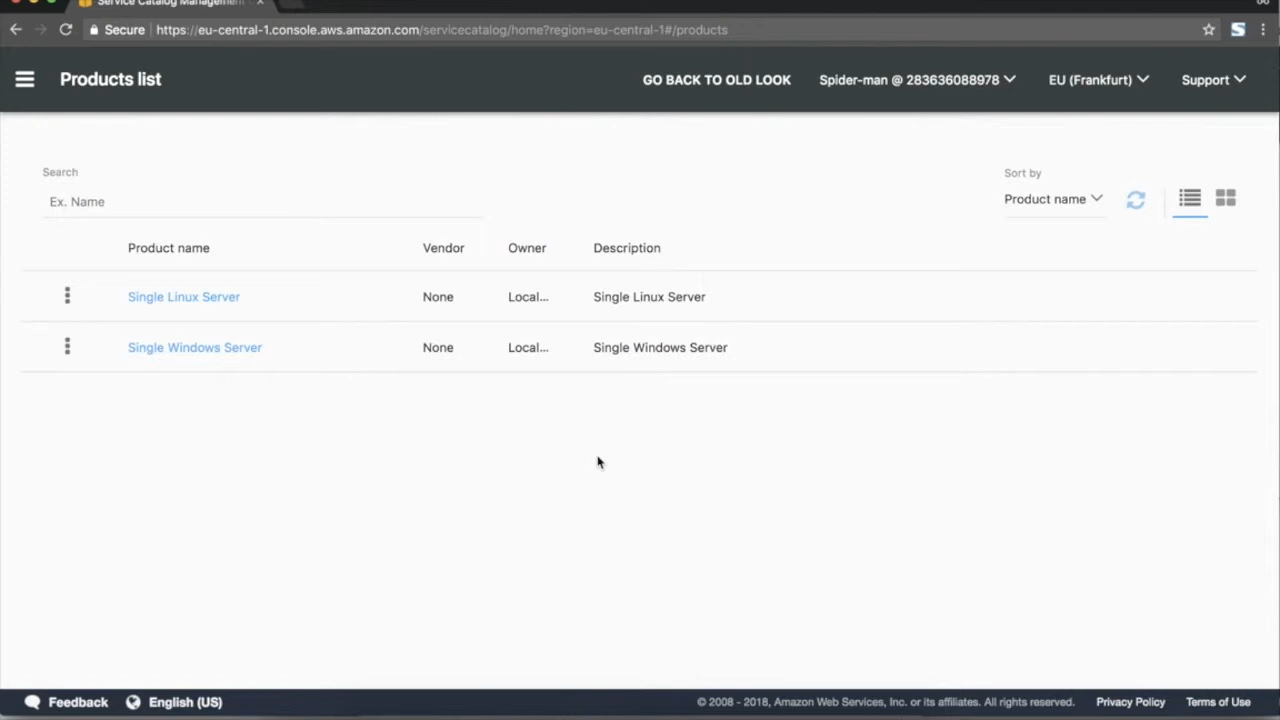 Service Catalog Management
Secure https://eu-central-1.console.aws.amazon.com/servicecatalog/home?region=eu-central-1#/products
Products list GO BACK TO OLD LOOK Spider-man @ 283636088978 EU (Frankfurt) Support
Search Sort by
Ex. Name Product name
Product name Vendor Owner Description
Single Linux Server None Local... Single Linux Server
Single Windows Server None Local... Single Windows Server
Feedback English (US) © 2008 - 2018, Amazon Web Services, Inc. or its affiliates. All rights reserved. Privacy Policy Terms of Use